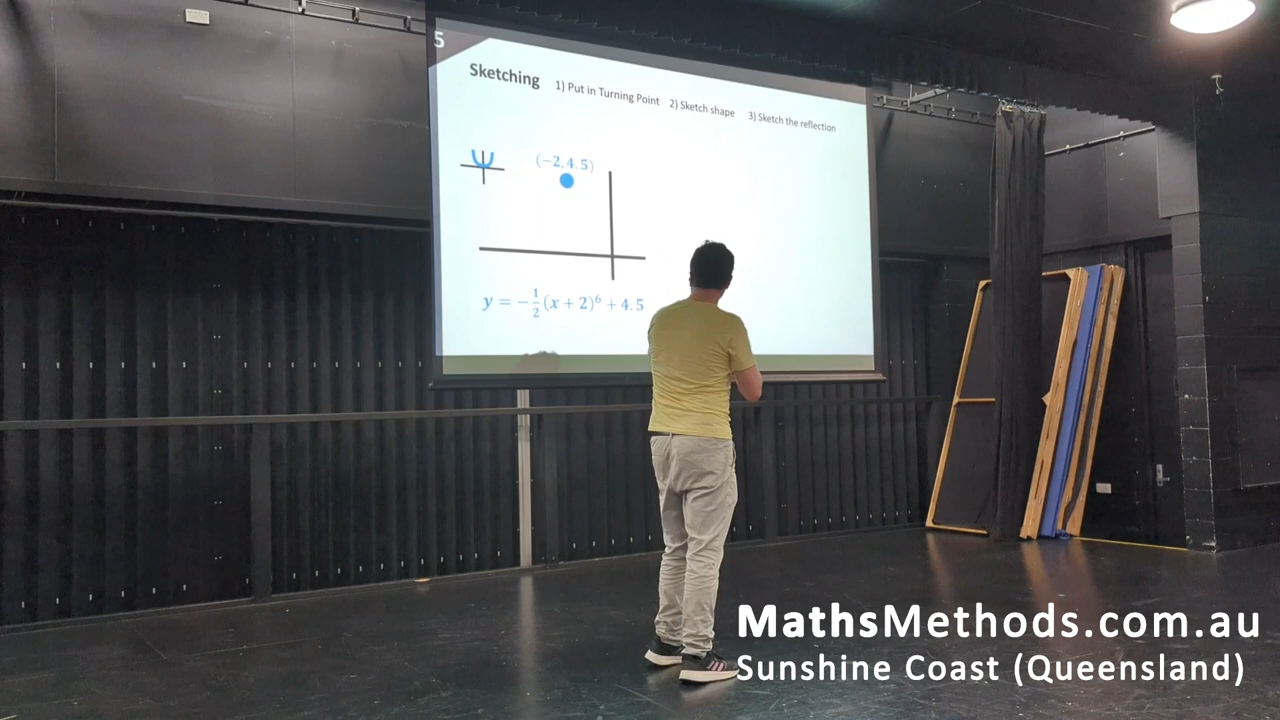 5
Sketching 1) Put in Turning Point 2) Sketch shape 3) Sketch the reflection
(−2, 4.5)
y = −1/2(x + 2)⁶ + 4.5
MathsMethods.com.au
Sunshine Coast (Queensland)